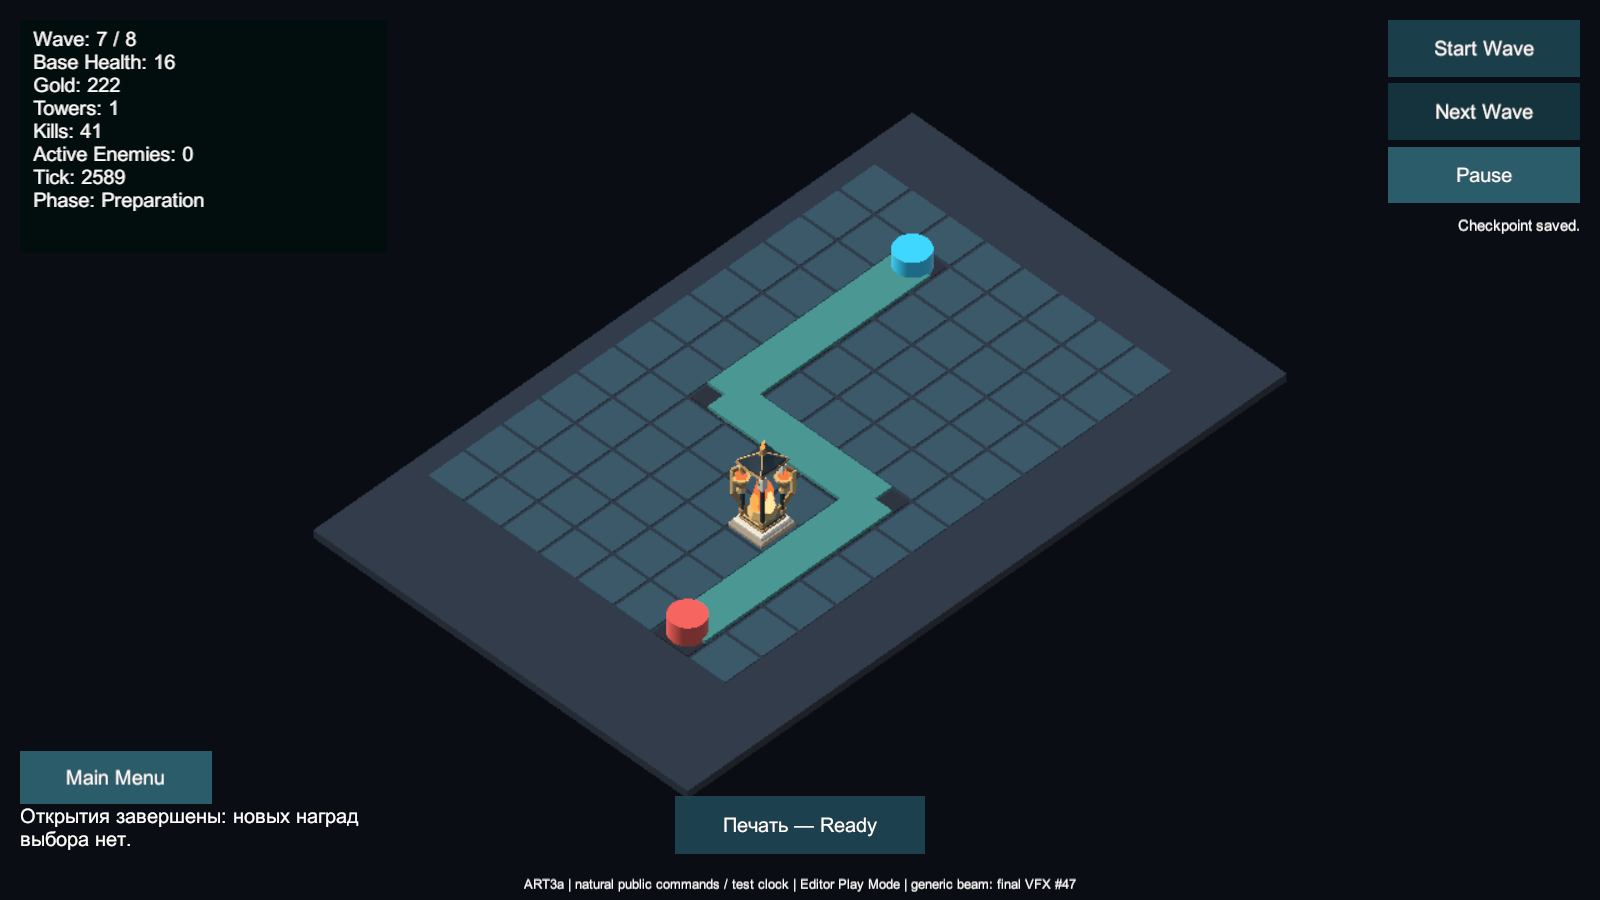 Wave: 7 / 8
Base Health: 16
Gold: 222
Towers: 1
Kills: 41
Active Enemies: 0
Tick: 2589
Phase: Preparation
Start Wave
Next Wave
Pause
Checkpoint saved.
Main Menu
Открытия завершены: новых наград
выбора нет.
Печать — Ready
ART3a | natural public commands / test clock | Editor Play Mode | generic beam: final VFX #47